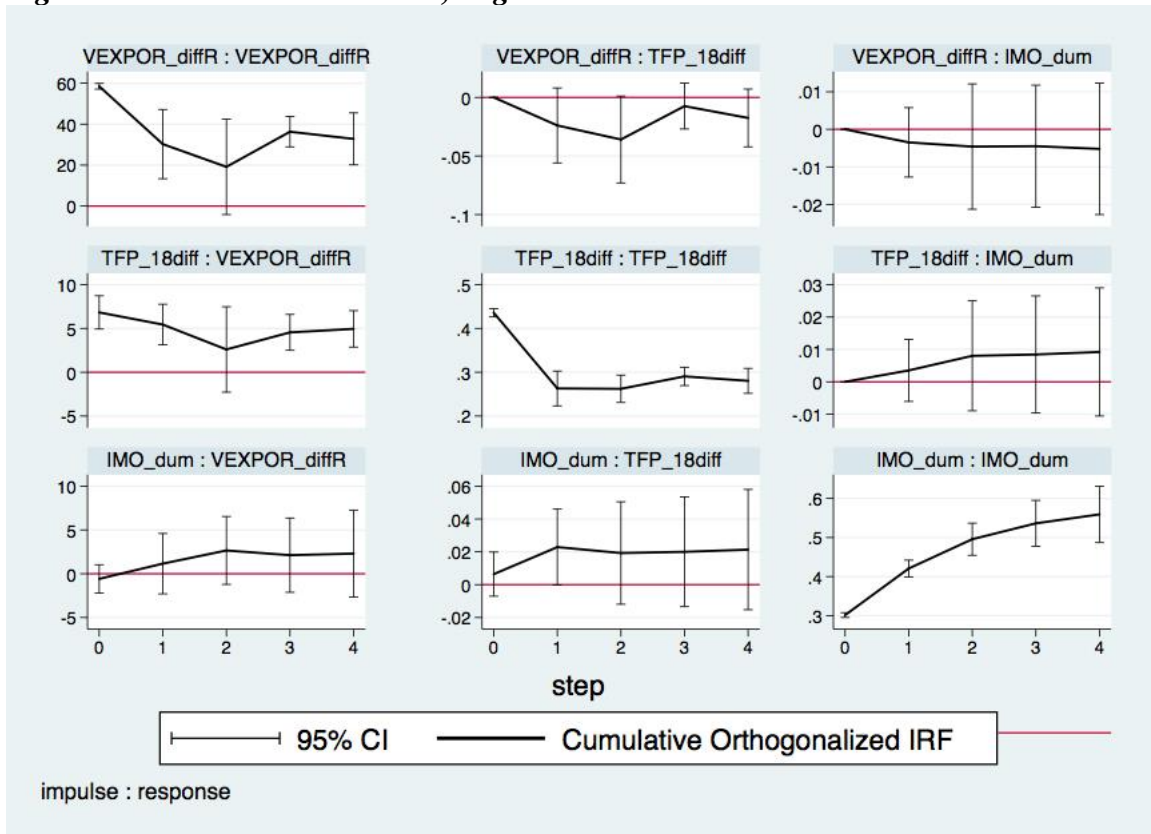 VEXPOR_diffR : VEXPOR_diffR VEXPOR_diffR : TFP_18diff VEXPOR_diffR : IMO_dum
60 0 .01
40 -.05 0
20 -.1 -.01
0 -.02
TFP_18diff : VEXPOR_diffR TFP_18diff : TFP_18diff TFP_18diff : IMO_dum
10 .5 .03
5 .4 .02
0 .3 .01
-5 .2 0
-.01
IMO_dum : VEXPOR_diffR IMO_dum : TFP_18diff IMO_dum : IMO_dum
10 .06 .6
5 .04 .5
0 .02 .4
-5 0 .3
-.02
0 1 2 3 4 0 1 2 3 4 0 1 2 3 4
step
95% CI Cumulative Orthogonalized IRF
impulse : response